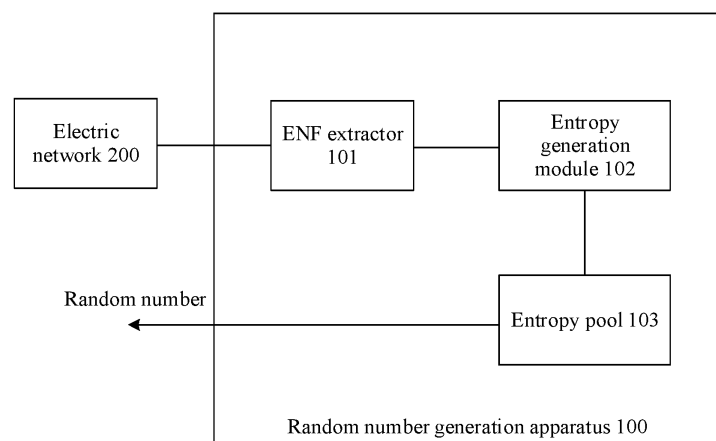 Electric
network 200
ENF extractor
101
Entropy
generation
module 102
Random number
Entropy pool 103
Random number generation apparatus 100